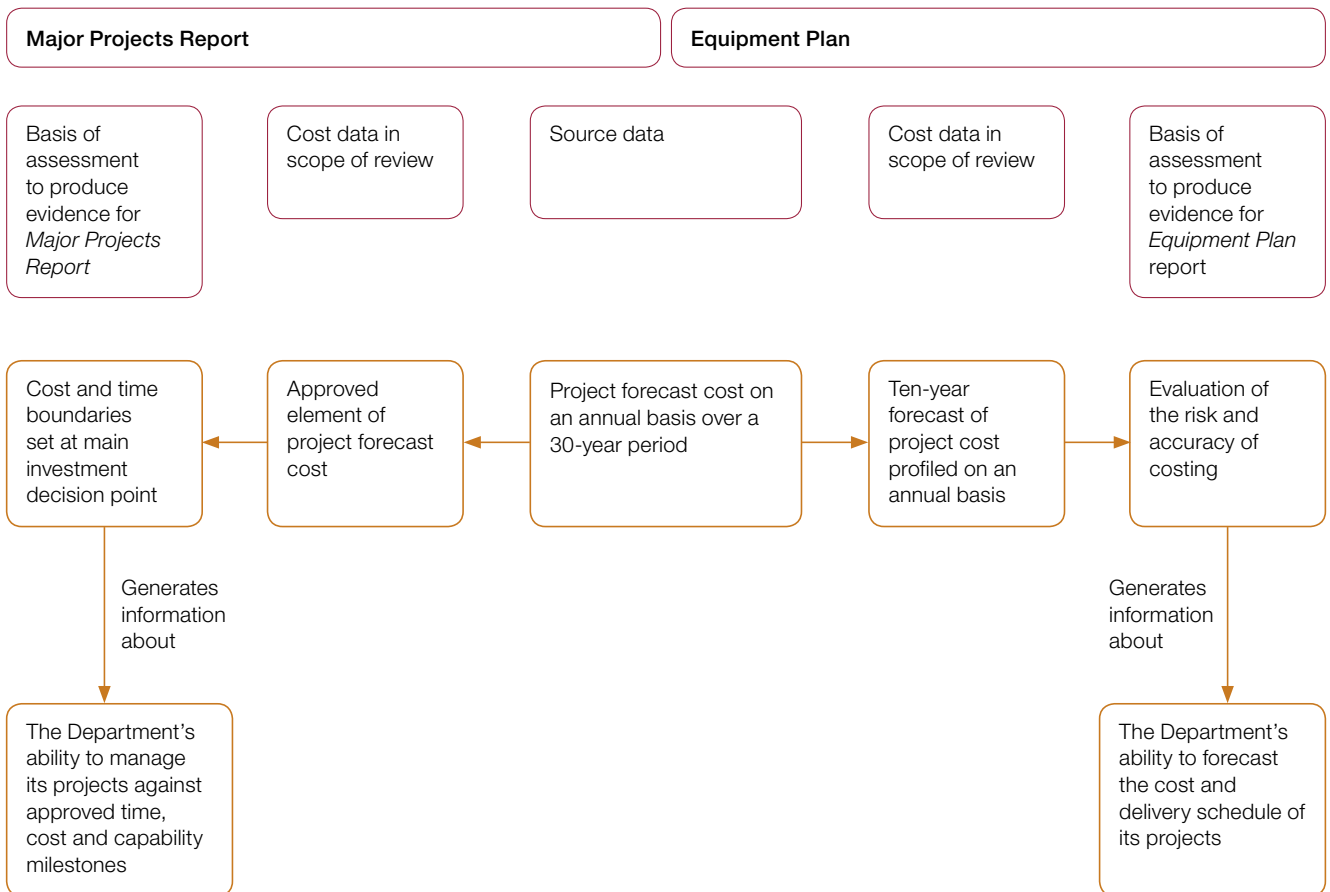 Major Projects Report
Equipment Plan
Basis of
assessment
to produce
evidence for
Major Projects
Report
Cost data in
scope of review
Source data
Cost data in
scope of review
Basis of
assessment
to produce
evidence for
Equipment Plan
report
Cost and time
boundaries
set at main
investment
decision point
Approved
element of
project forecast
cost
Project forecast cost on
an annual basis over a
30-year period
Ten-year
forecast of
project cost
profiled on an
annual basis
Evaluation of
the risk and
accuracy of
costing
Generates
information
about
Generates
information
about
The Department’s
ability to manage
its projects against
approved time,
cost and capability
milestones
The Department’s
ability to forecast
the cost and
delivery schedule of
its projects